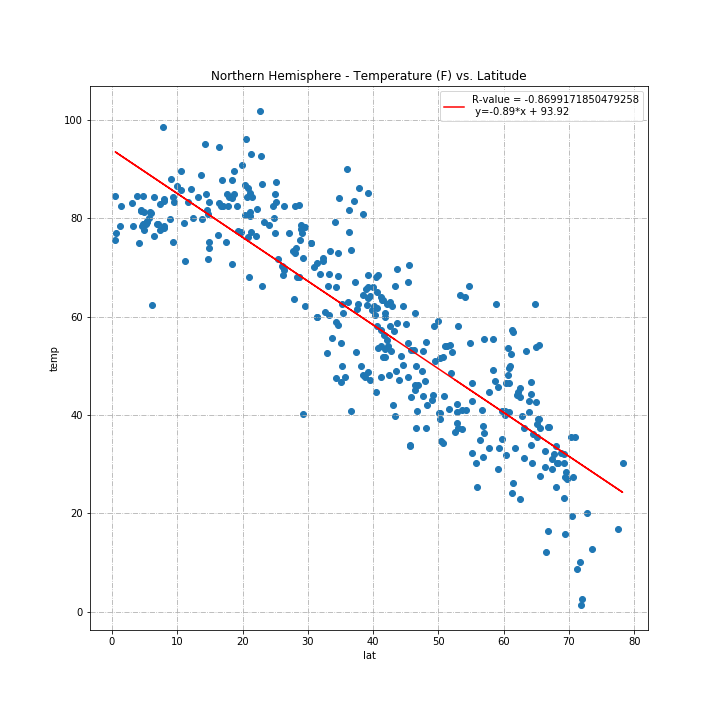 Northern Hemisphere - Temperature (F) vs. Latitude
R-value = -0.8699171850479258
y=-0.89*x + 93.92
100
80
60
40
20
0
temp
0 10 20 30 40 50 60 70 80
lat